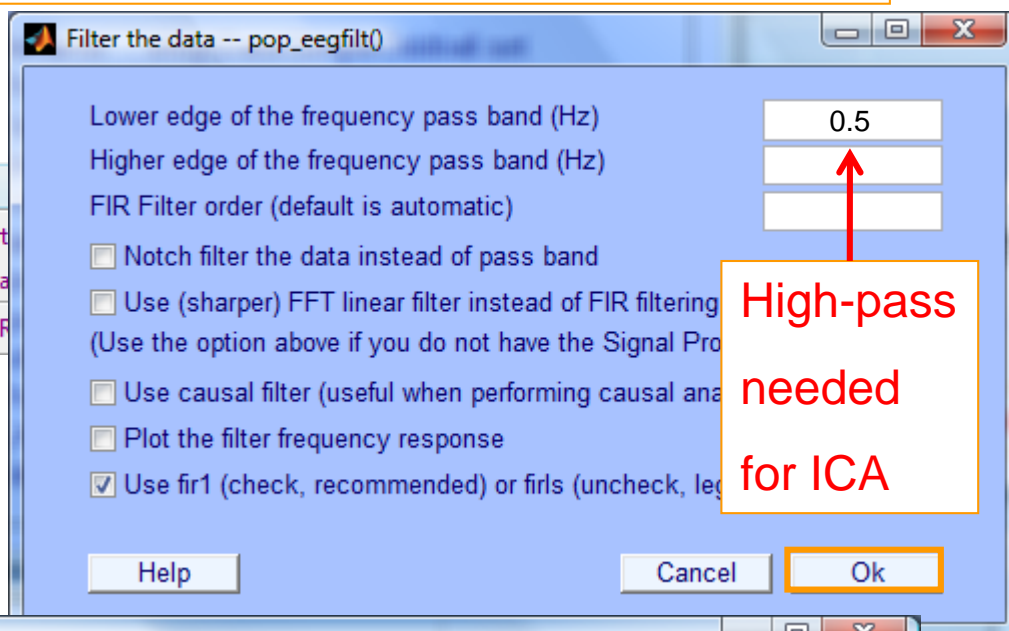 Filter the data -- pop_eegfilt()
Lower edge of the frequency pass band (Hz)
0.5
Higher edge of the frequency pass band (Hz)
FIR Filter order (default is automatic)
Notch filter the data instead of pass band
Use (sharper) FFT linear filter instead of FIR filtering
(Use the option above if you do not have the Signal Pro
Use causal filter (useful when performing causal ana
Plot the filter frequency response
Use fir1 (check, recommended) or firls (uncheck, leg
High-pass
needed
for ICA
Help
Cancel
Ok